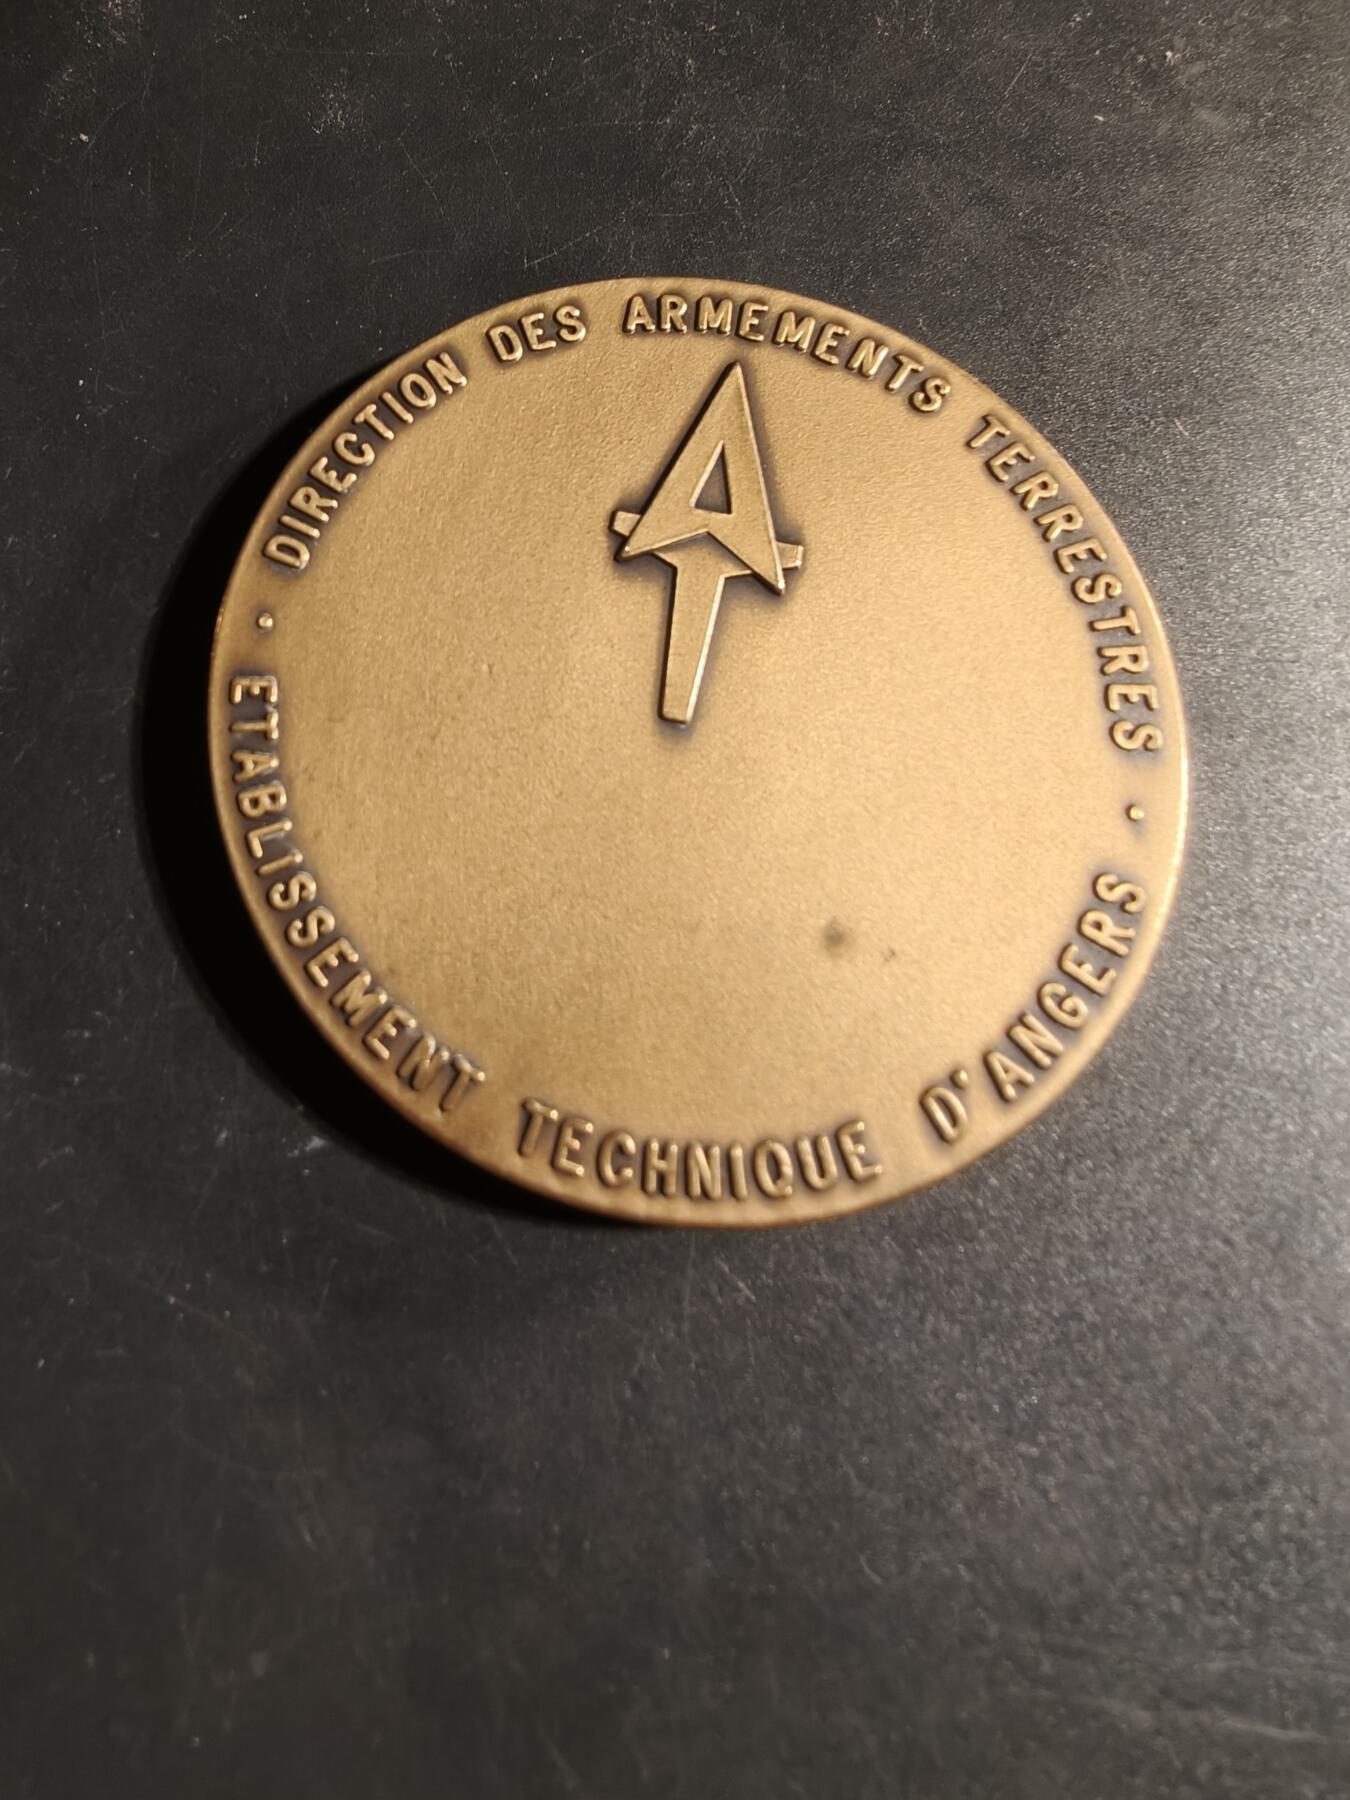 DIRECTION DES ARMEMENTS TERRESTRES
ETABLISSEMENT TECHNIQUE D'ANGERS